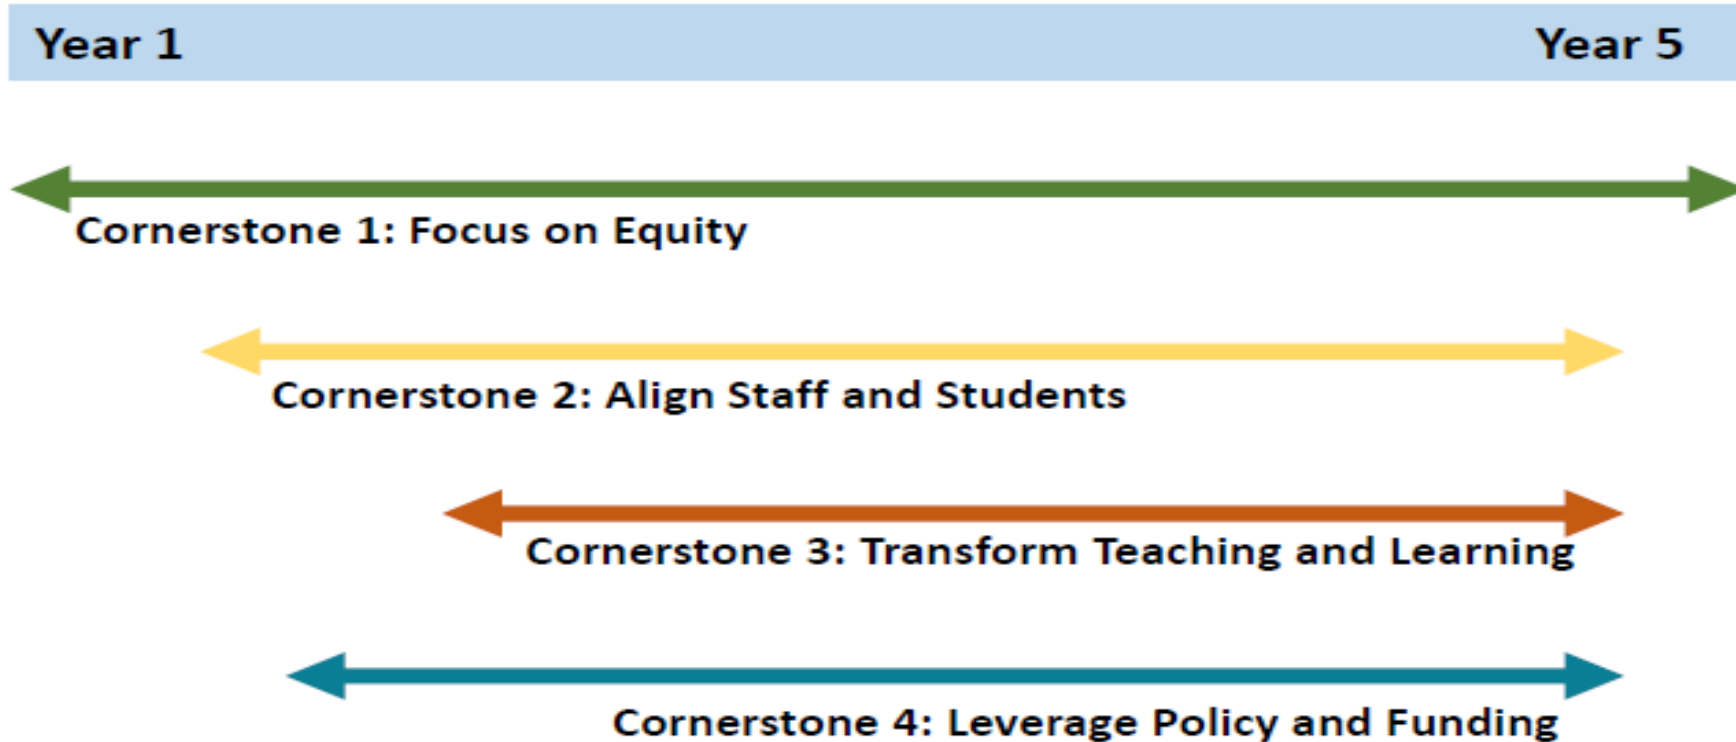 Year 1 Year 5
Cornerstone 1: Focus on Equity
Cornerstone 2: Align Staff and Students
Cornerstone 3: Transform Teaching and Learning
Cornerstone 4: Leverage Policy and Funding